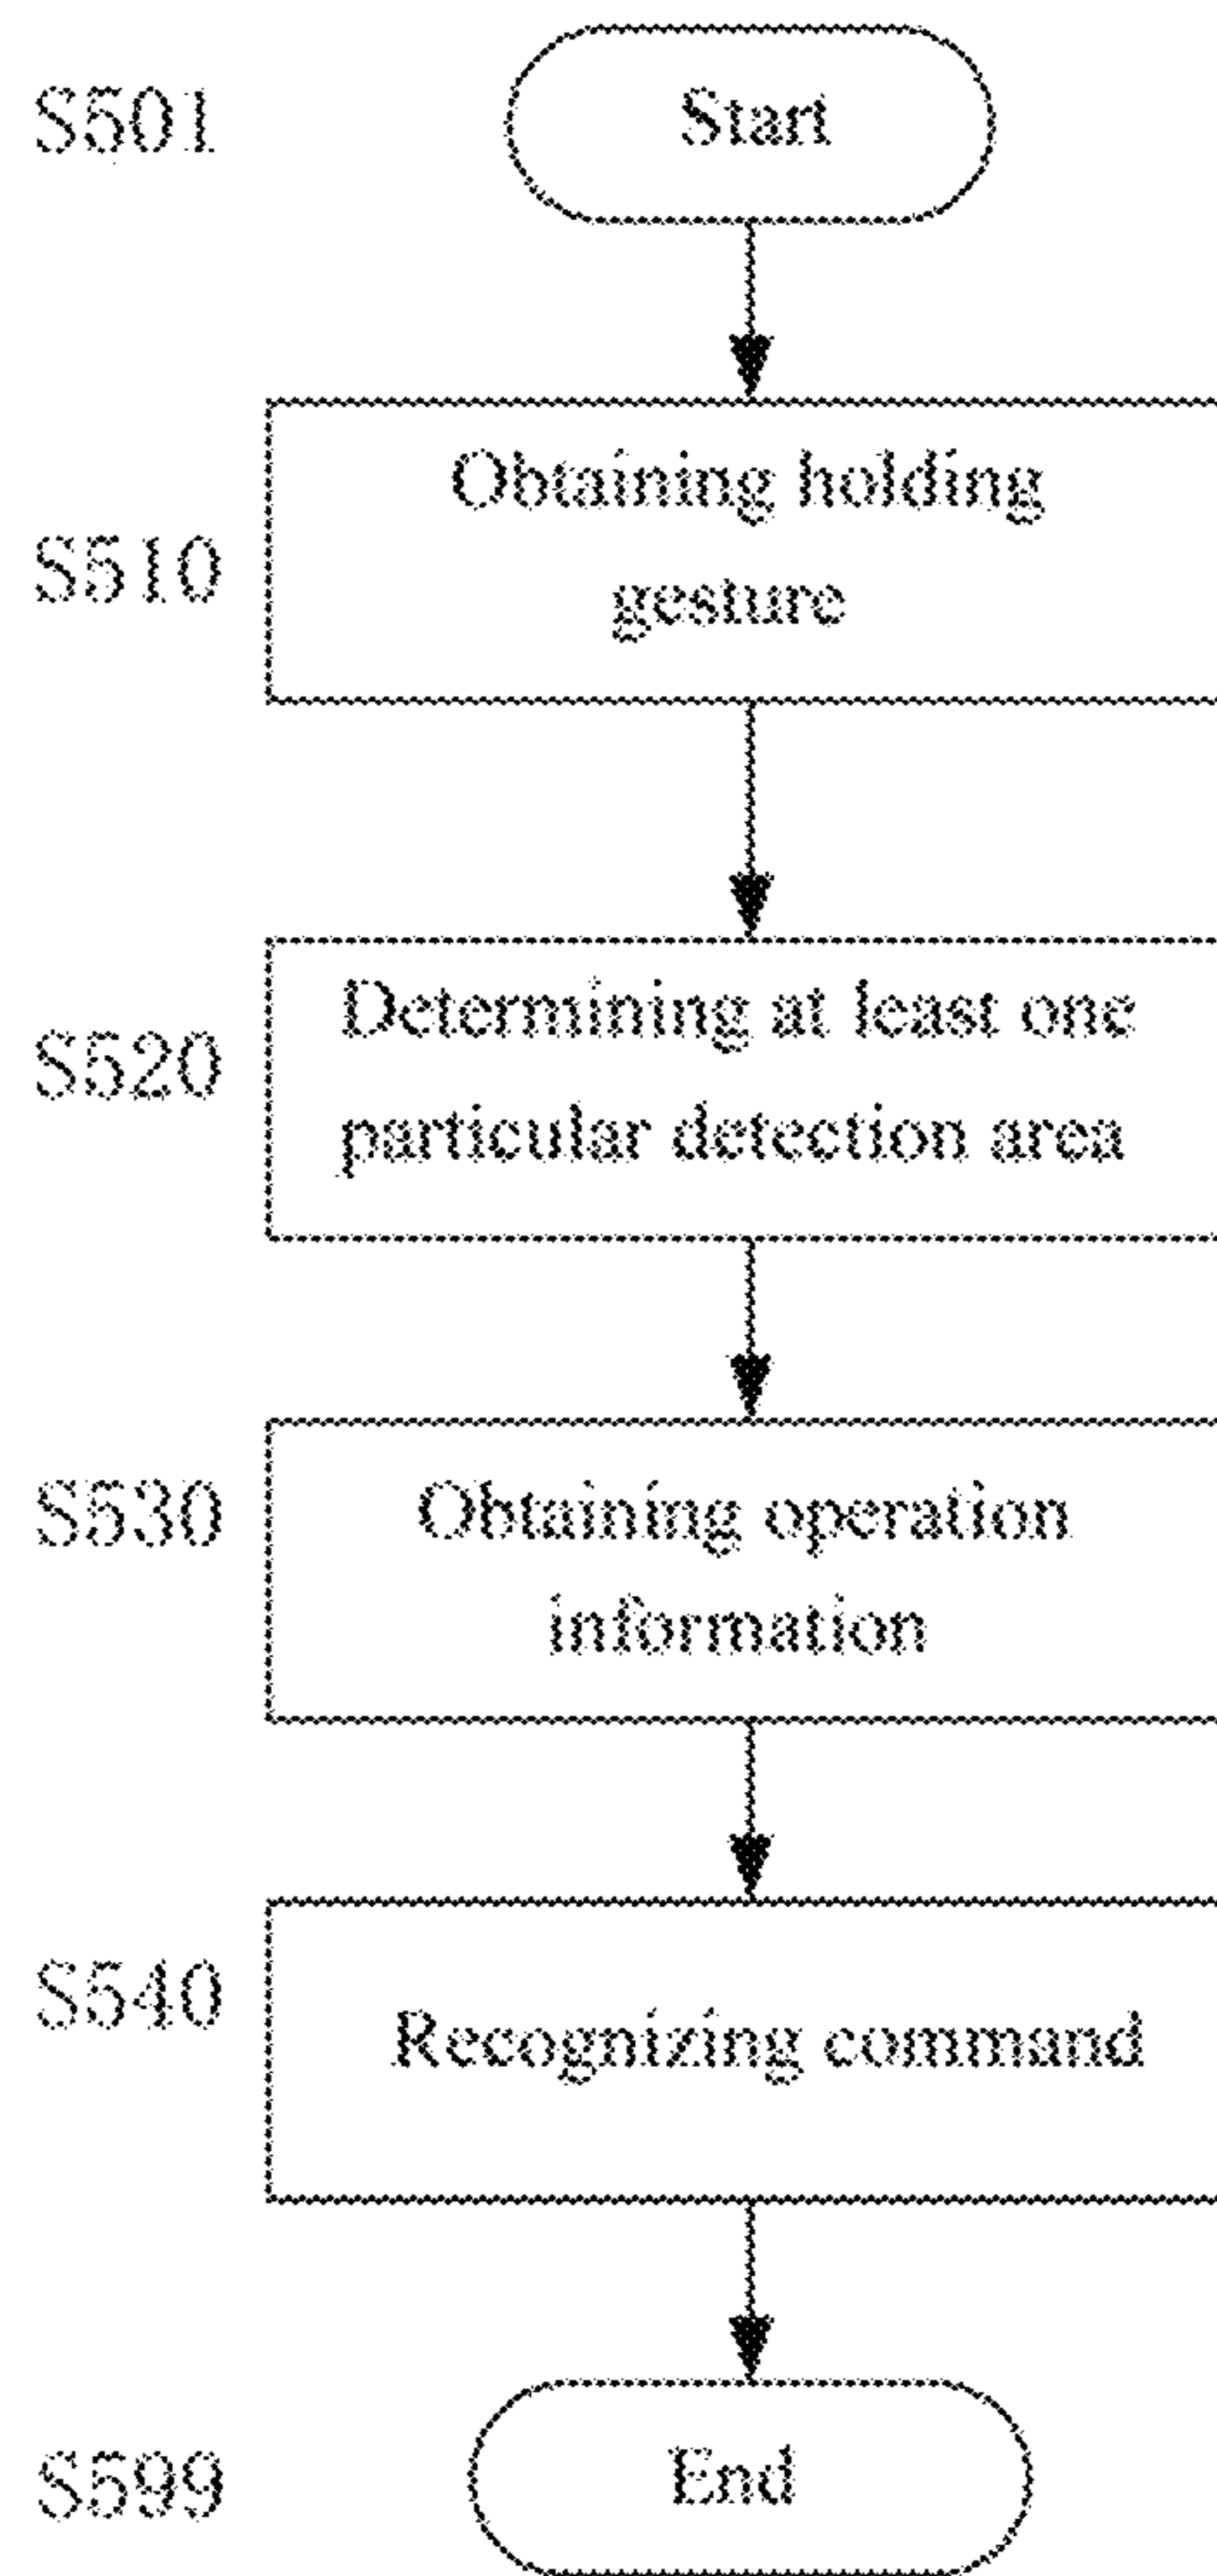 S501
Start
S510
Obtaining holding
gesture
S520
Determining at least one
particular detection area
S530
Obtaining operation
information
S540
Recognizing command
S599
End